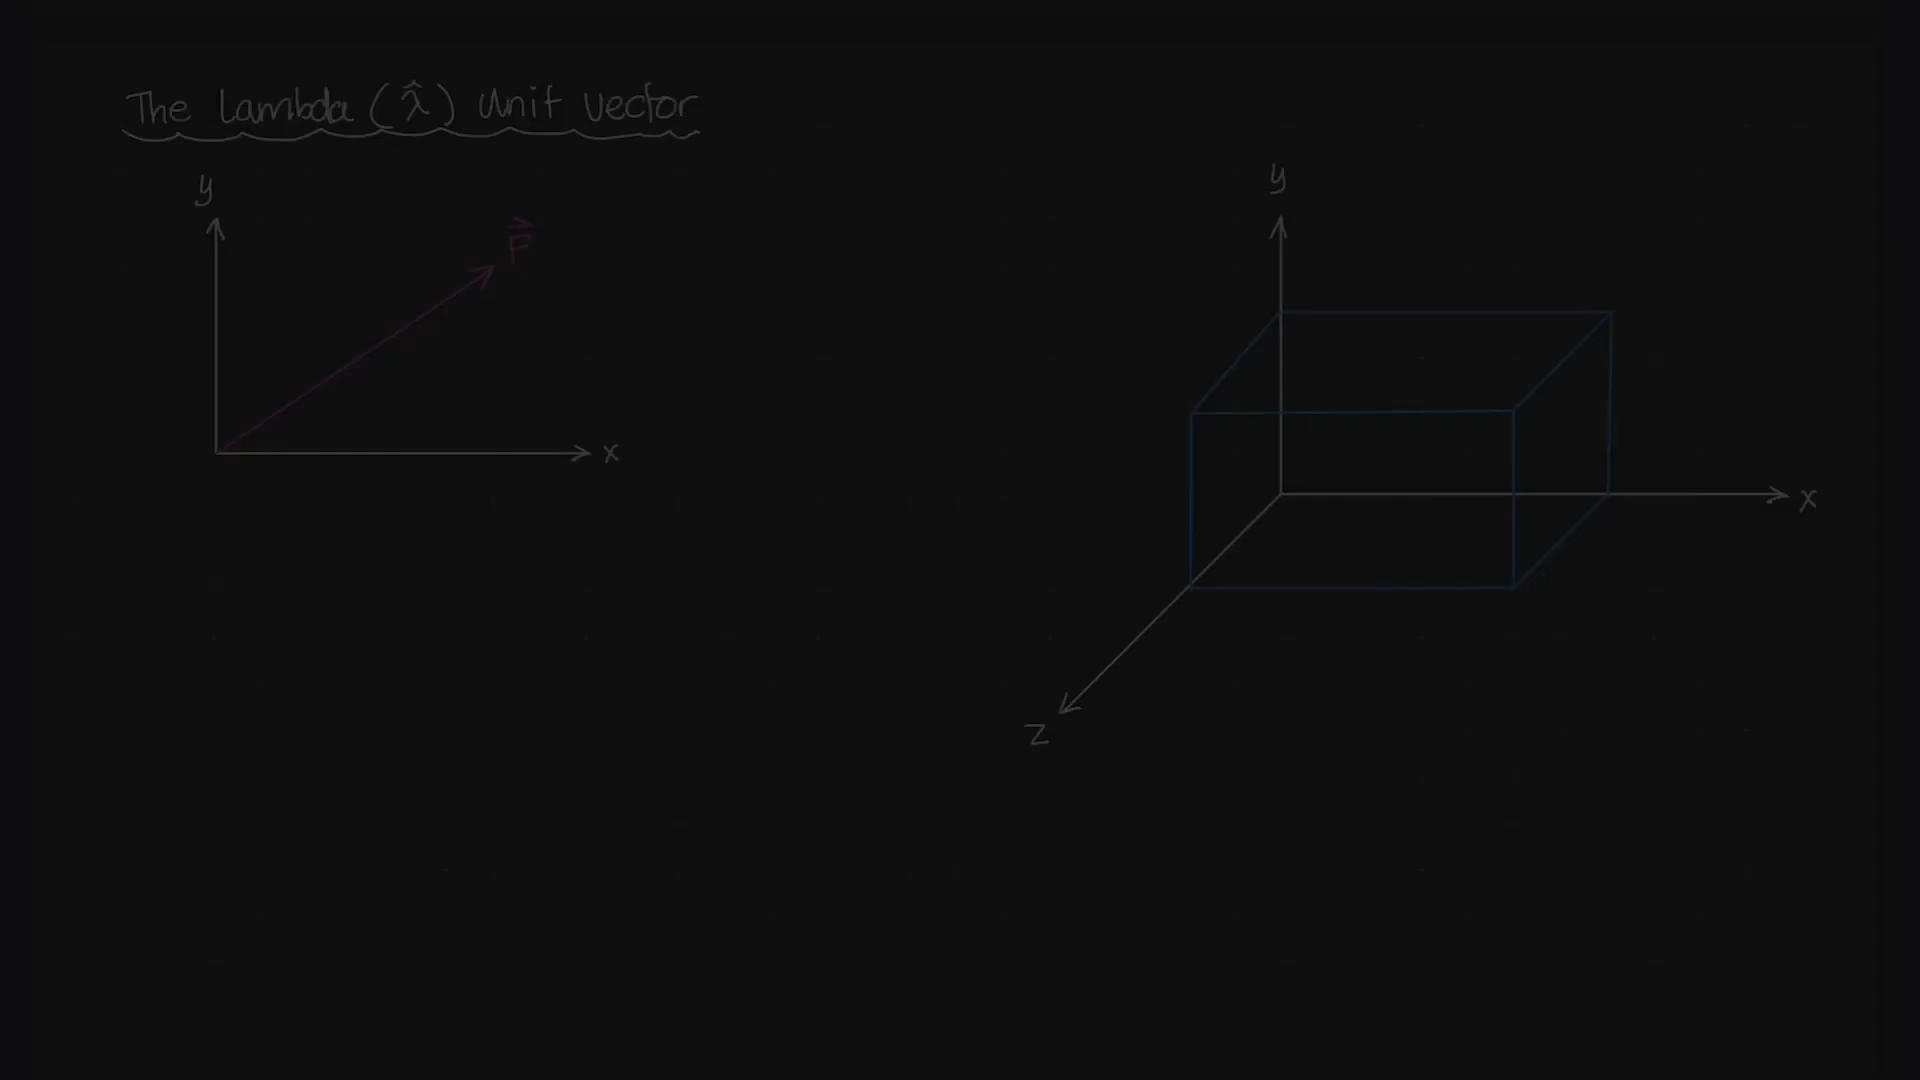 The Lambda (λ̂) Unit Vector
y
F⃗
x
y
x
z